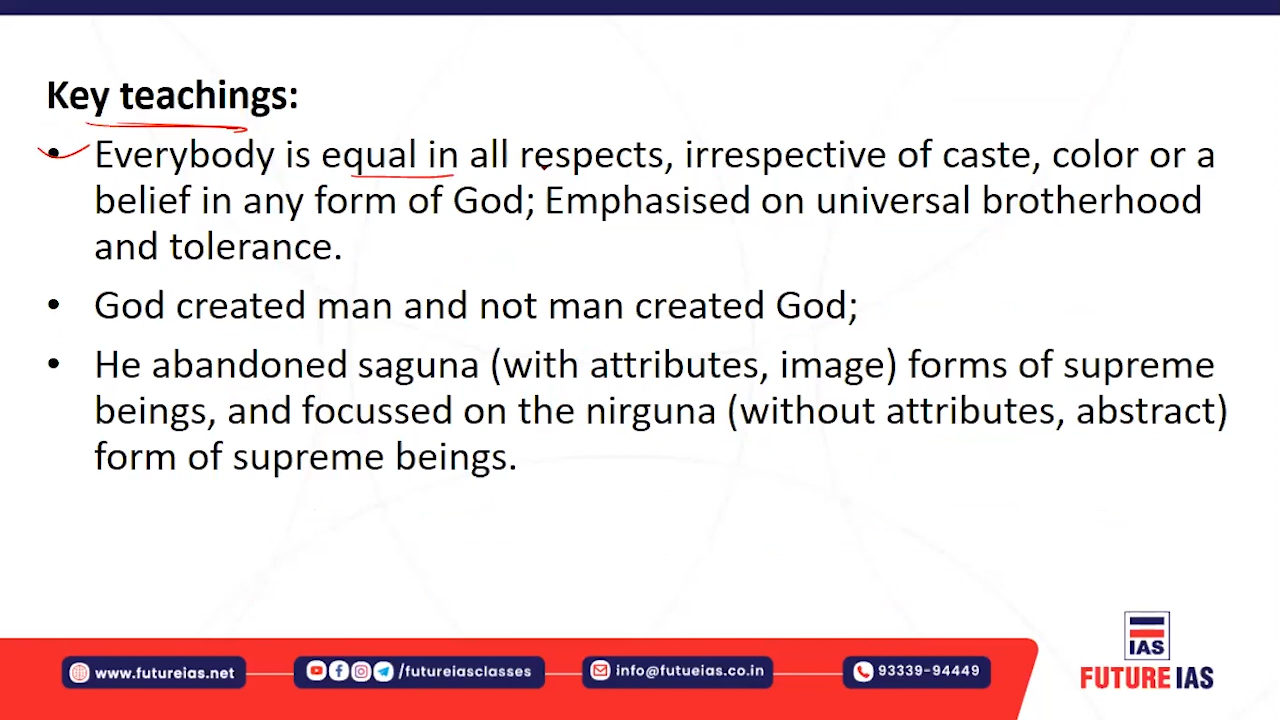 Key teachings:
• Everybody is equal in all respects, irrespective of caste, color or a
belief in any form of God; Emphasised on universal brotherhood
and tolerance.
• God created man and not man created God;
• He abandoned saguna (with attributes, image) forms of supreme
beings, and focussed on the nirguna (without attributes, abstract)
form of supreme beings.
IAS
www.futureias.net /futureiasclasses info@futueias.co.in 93339-94449 FUTURE IAS